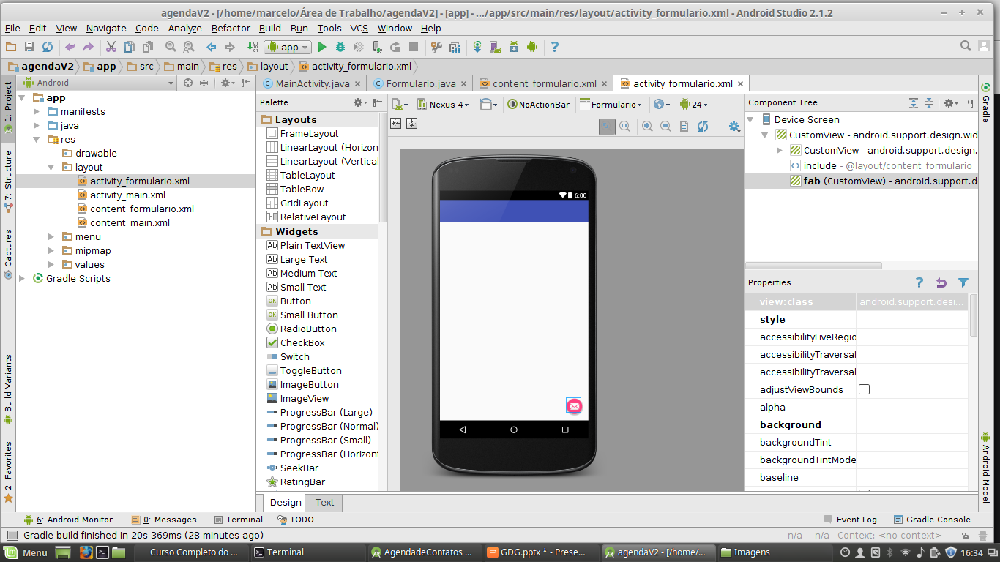 agendaV2 - [/home/marcelo/Área de Trabalho/agendaV2] - [app] - .../app/src/main/res/layout/activity_formulario.xml - Android Studio 2.1.2
File Edit View Navigate Code Analyze Refactor Build Run Tools VCS Window Help
app
agendaV2 app src main res layout activity_formulario.xml
1: Project
7: Structure
Captures
Build Variants
2: Favorites
Android
app
manifests
java
res
drawable
layout
activity_formulario.xml
activity_main.xml
content_formulario.xml
content_main.xml
menu
mipmap
values
Gradle Scripts
MainActivity.java Formulario.java content_formulario.xml activity_formulario.xml
Palette
Layouts
FrameLayout
LinearLayout (Horizon
LinearLayout (Vertica
TableLayout
TableRow
GridLayout
RelativeLayout
Widgets
Plain TextView
Large Text
Medium Text
Small Text
Button
Small Button
RadioButton
CheckBox
Switch
ToggleButton
ImageButton
ImageView
ProgressBar (Large)
ProgressBar (Normal)
ProgressBar (Small)
ProgressBar (Horizon
SeekBar
RatingBar
Nexus 4 NoActionBar Formulario 24
6:00
Component Tree
Device Screen
CustomView - android.support.design.wid
CustomView - android.support.design.
include - @layout/content_formulario
fab (CustomView) - android.support.d
Properties
view:class android.support.desi...
style
accessibilityLiveRegio
accessibilityTraversal
accessibilityTraversal
adjustViewBounds
alpha
background
backgroundTint
backgroundTintMode
baseline
Gradle
Android Model
Design Text
6: Android Monitor 0: Messages Terminal TODO Event Log Gradle Console
Gradle build finished in 20s 369ms (28 minutes ago) n/a n/a Context: <no context>
Menu Curso Completo do ... Terminal AgendadeContatos ... GDG.pptx * - Prese... agendaV2 - [/home/... Imagens 16:34